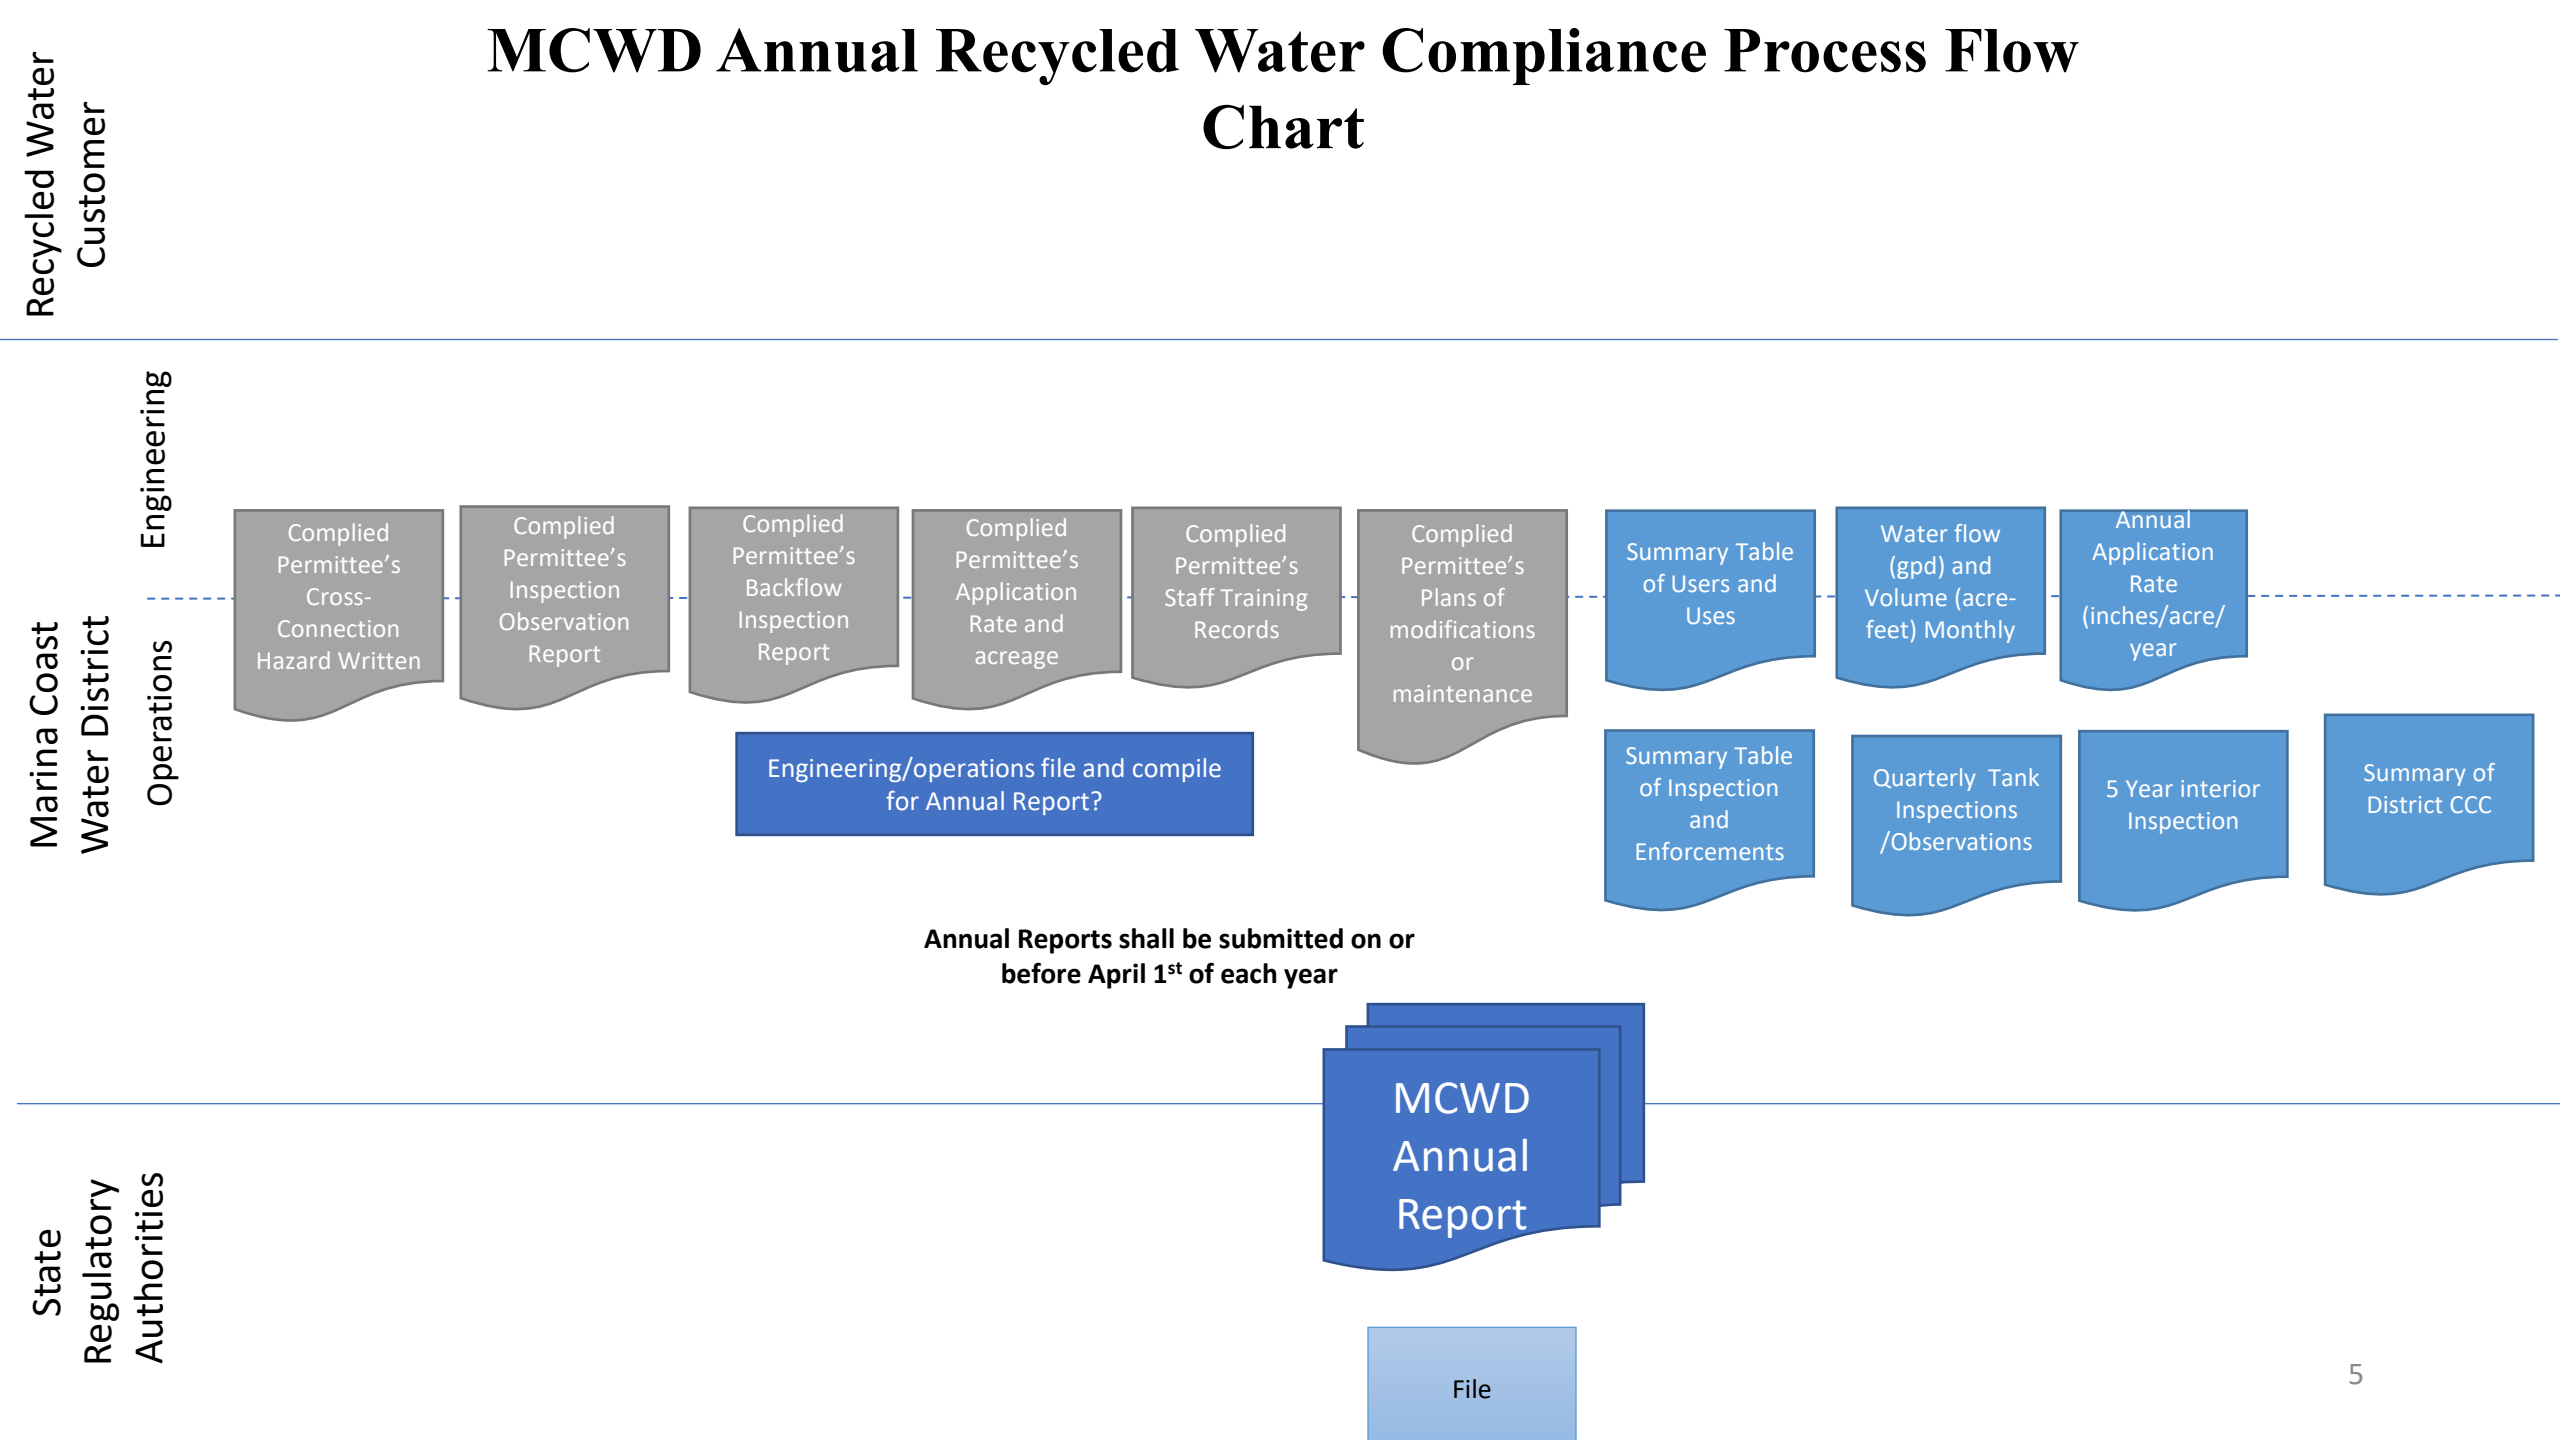 MCWD Annual Recycled Water Compliance Process Flow
Chart
Recycled Water
Customer
Engineering
Marina Coast
Water District
Operations
Complied
Permittee’s
Cross-
Connection
Hazard Written
Complied
Permittee’s
Inspection
Observation
Report
Complied
Permittee’s
Backflow
Inspection
Report
Complied
Permittee’s
Application
Rate and
acreage
Complied
Permittee’s
Staff Training
Records
Complied
Permittee’s
Plans of
modifications
or
maintenance
Summary Table
of Users and
Uses
Water flow
(gpd) and
Volume (acre-
feet) Monthly
Annual
Application
Rate
(inches/acre/
year
Engineering/operations file and compile
for Annual Report?
Summary Table
of Inspection
and
Enforcements
Quarterly  Tank
Inspections
/Observations
5 Year interior
Inspection
Summary of
District CCC
Annual Reports shall be submitted on or
before April 1st of each year
MCWD
Annual
Report
State
Regulatory
Authorities
File
5